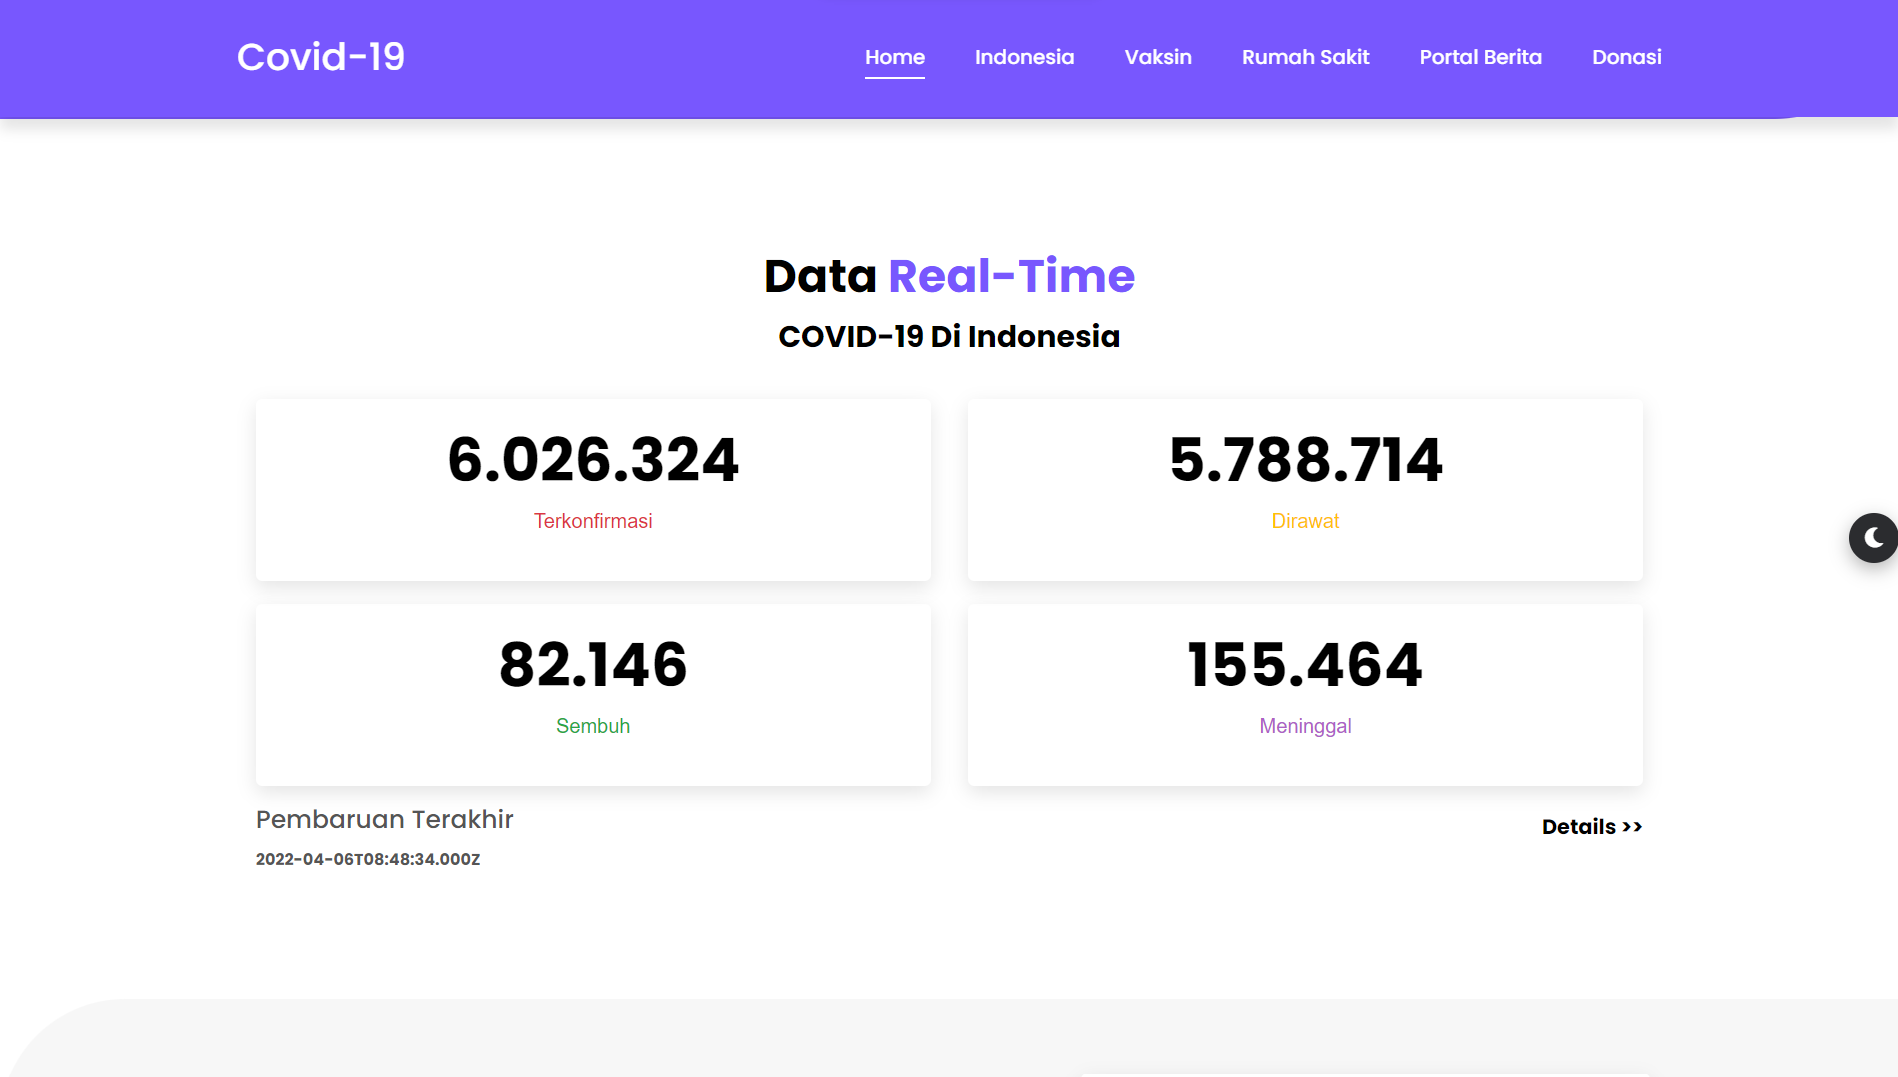 Covid-19
Home Indonesia Vaksin Rumah Sakit Portal Berita Donasi
Data Real-Time
COVID-19 Di Indonesia
6.026.324
Terkonfirmasi
5.788.714
Dirawat
82.146
Sembuh
155.464
Meninggal
Pembaruan Terakhir
2022-04-06T08:48:34.000Z
Details >>